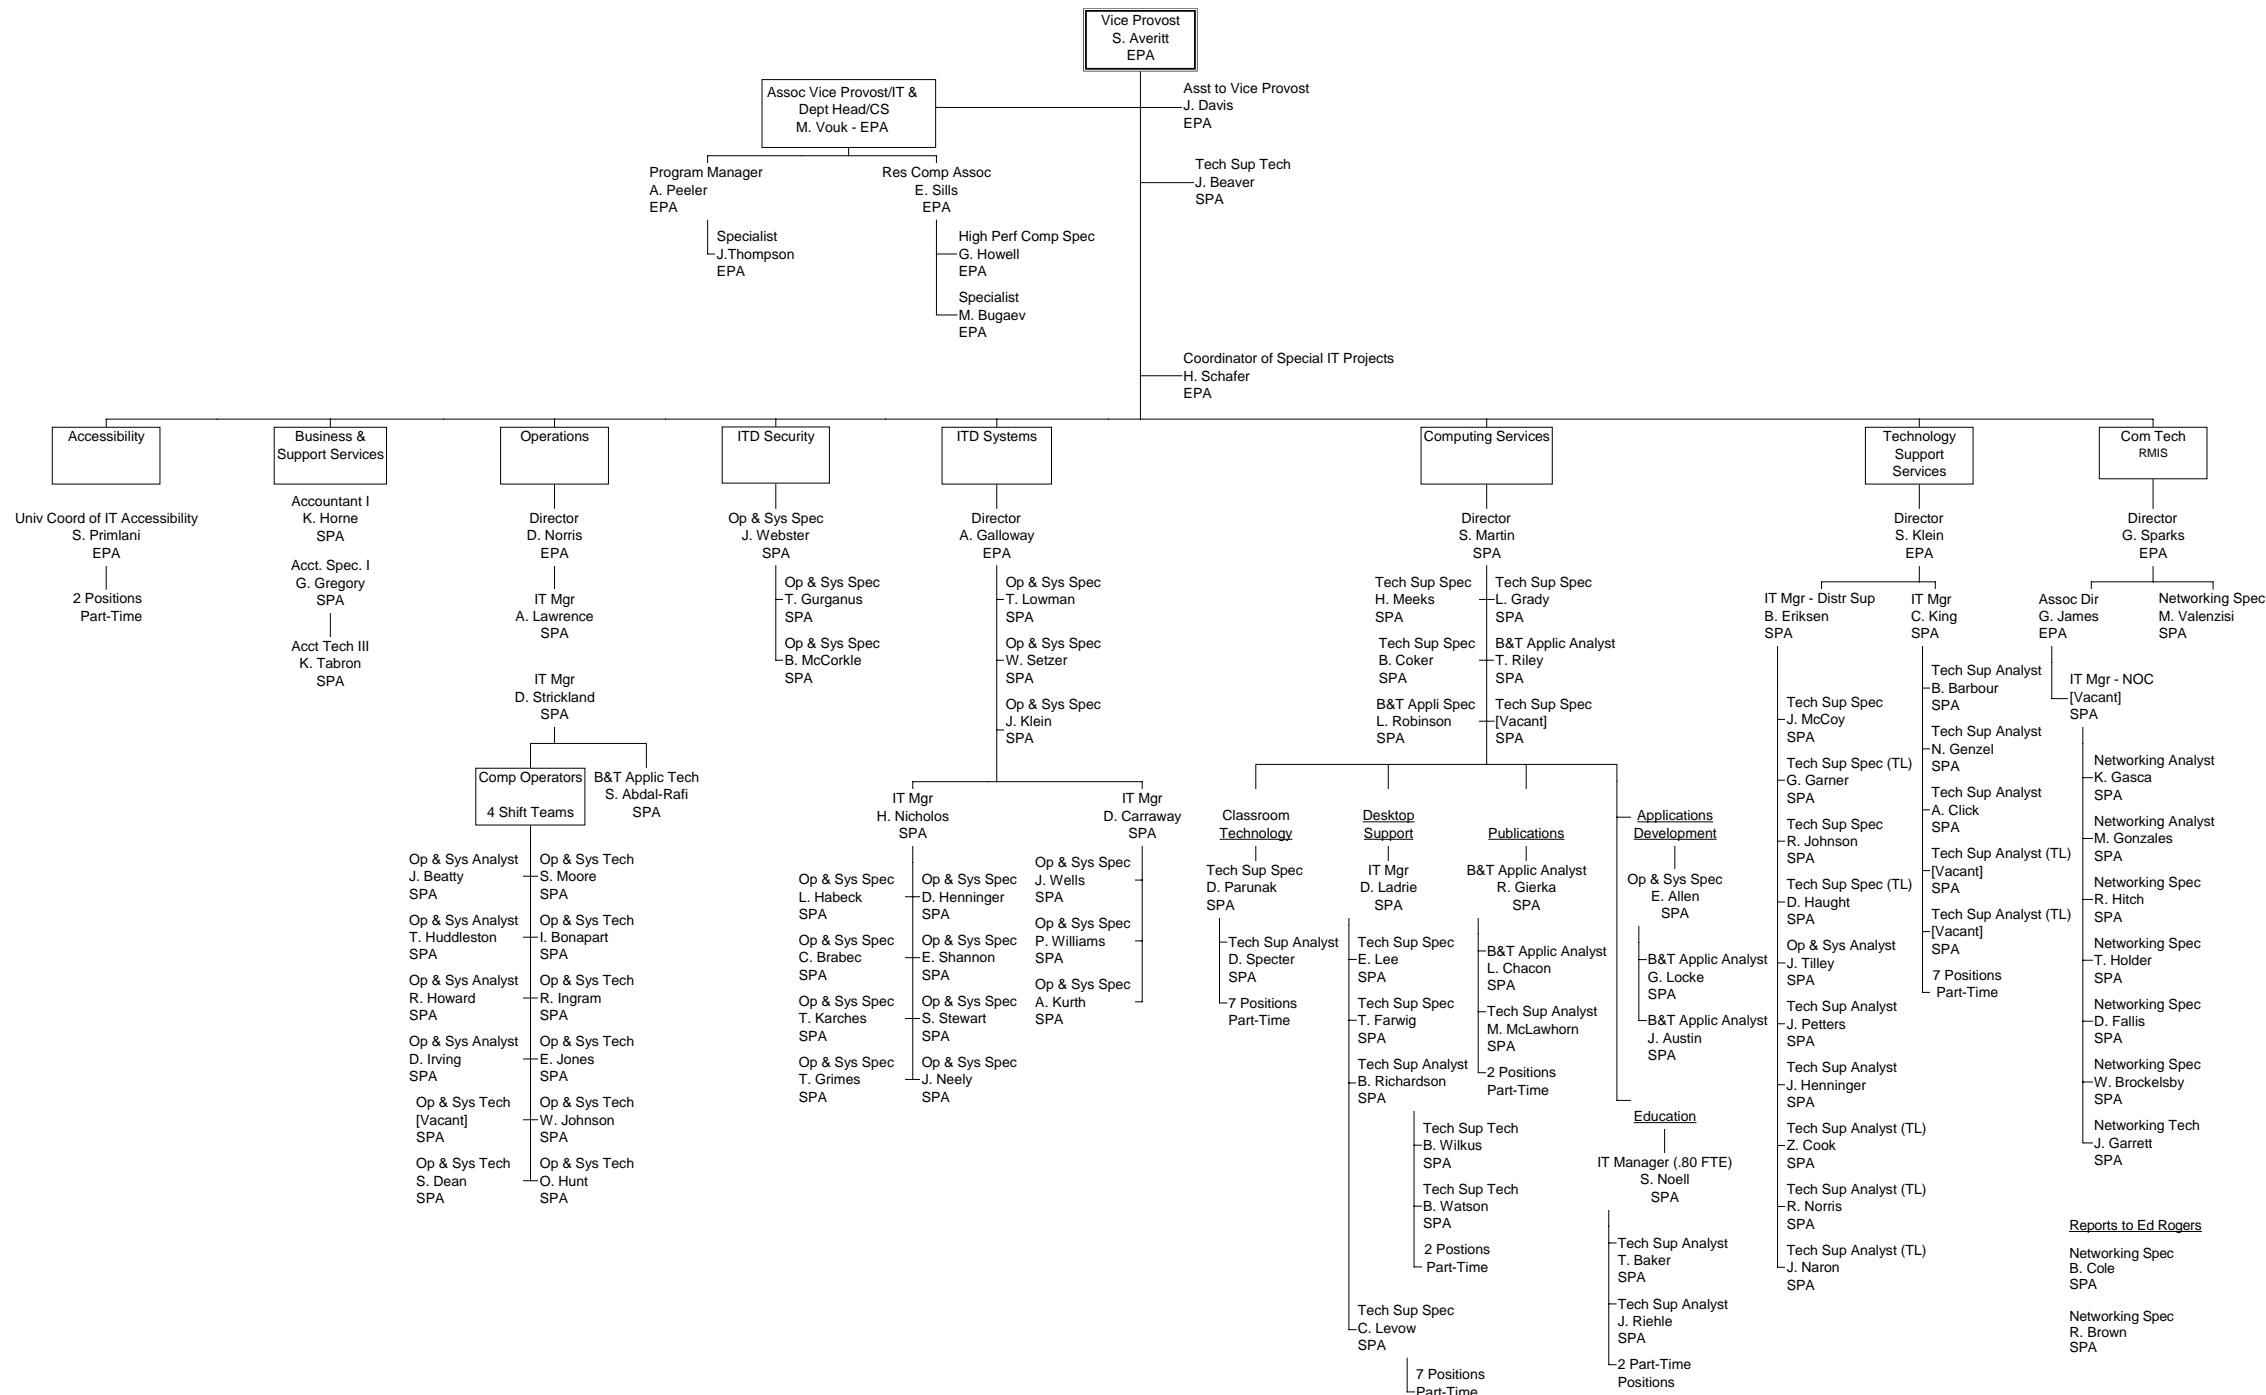 Vice Provost
S. Averitt
EPA
Assoc Vice Provost/IT &
Dept Head/CS
M. Vouk - EPA
Asst to Vice Provost
J. Davis
EPA
Program Manager
A. Peeler
EPA
Res Comp Assoc
E. Sills
EPA
Tech Sup Tech
J. Beaver
SPA
Specialist
J.Thompson
EPA
High Perf Comp Spec
G. Howell
EPA
Specialist
M. Bugaev
EPA
Coordinator of Special IT Projects
H. Schafer
EPA
Accessibility
Univ Coord of IT Accessibility
S. Primlani
EPA
2 Positions
Part-Time
Business &
Support Services
Accountant I
K. Horne
SPA
Acct. Spec. I
G. Gregory
SPA
Acct Tech III
K. Tabron
SPA
Operations
Director
D. Norris
EPA
IT Mgr
A. Lawrence
SPA
IT Mgr
D. Strickland
SPA
Comp Operators
4 Shift Teams
B&T Applic Tech
S. Abdal-Rafi
SPA
Op & Sys Analyst
J. Beatty
SPA
Op & Sys Tech
S. Moore
SPA
Op & Sys Analyst
T. Huddleston
SPA
Op & Sys Tech
I. Bonapart
SPA
Op & Sys Analyst
R. Howard
SPA
Op & Sys Tech
R. Ingram
SPA
Op & Sys Analyst
D. Irving
SPA
Op & Sys Tech
E. Jones
SPA
Op & Sys Tech
[Vacant]
SPA
Op & Sys Tech
W. Johnson
SPA
Op & Sys Tech
S. Dean
SPA
Op & Sys Tech
O. Hunt
SPA
ITD Security
Op & Sys Spec
J. Webster
SPA
Op & Sys Spec
T. Gurganus
SPA
Op & Sys Spec
B. McCorkle
SPA
ITD Systems
Director
A. Galloway
EPA
Op & Sys Spec
T. Lowman
SPA
Op & Sys Spec
W. Setzer
SPA
Op & Sys Spec
J. Klein
SPA
IT Mgr
H. Nicholos
SPA
Op & Sys Spec
L. Habeck
SPA
Op & Sys Spec
D. Henninger
SPA
Op & Sys Spec
C. Brabec
SPA
Op & Sys Spec
E. Shannon
SPA
Op & Sys Spec
T. Karches
SPA
Op & Sys Spec
S. Stewart
SPA
Op & Sys Spec
T. Grimes
SPA
Op & Sys Spec
J. Neely
SPA
IT Mgr
D. Carraway
SPA
Op & Sys Spec
J. Wells
SPA
Op & Sys Spec
P. Williams
SPA
Op & Sys Spec
A. Kurth
SPA
Computing Services
Director
S. Martin
SPA
Tech Sup Spec
H. Meeks
SPA
Tech Sup Spec
L. Grady
SPA
Tech Sup Spec
B. Coker
SPA
B&T Applic Analyst
T. Riley
SPA
B&T Appli Spec
L. Robinson
SPA
Tech Sup Spec
[Vacant]
SPA
Classroom
Technology
Tech Sup Spec
D. Parunak
SPA
Tech Sup Analyst
D. Specter
SPA
7 Positions
Part-Time
Desktop
Support
IT Mgr
D. Ladrie
SPA
Tech Sup Spec
E. Lee
SPA
Tech Sup Spec
T. Farwig
SPA
Tech Sup Analyst
B. Richardson
SPA
Tech Sup Tech
B. Wilkus
SPA
Tech Sup Tech
B. Watson
SPA
2 Postions
Part-Time
Tech Sup Spec
C. Levow
SPA
7 Positions
Part-Time
Publications
B&T Applic Analyst
R. Gierka
SPA
B&T Applic Analyst
L. Chacon
SPA
Tech Sup Analyst
M. McLawhorn
SPA
2 Positions
Part-Time
Applications
Development
Op & Sys Spec
E. Allen
SPA
B&T Applic Analyst
G. Locke
SPA
B&T Applic Analyst
J. Austin
SPA
Education
IT Manager (.80 FTE)
S. Noell
SPA
Tech Sup Analyst
T. Baker
SPA
Tech Sup Analyst
J. Riehle
SPA
2 Part-Time
Positions
Technology
Support
Services
Director
S. Klein
EPA
IT Mgr - Distr Sup
B. Eriksen
SPA
Tech Sup Spec
J. McCoy
SPA
Tech Sup Spec (TL)
G. Garner
SPA
Tech Sup Spec
R. Johnson
SPA
Tech Sup Spec (TL)
D. Haught
SPA
Op & Sys Analyst
J. Tilley
SPA
Tech Sup Analyst
J. Petters
SPA
Tech Sup Analyst
J. Henninger
SPA
Tech Sup Analyst (TL)
Z. Cook
SPA
Tech Sup Analyst (TL)
R. Norris
SPA
Tech Sup Analyst (TL)
J. Naron
SPA
IT Mgr
C. King
SPA
Tech Sup Analyst
B. Barbour
SPA
Tech Sup Analyst
N. Genzel
SPA
Tech Sup Analyst
A. Click
SPA
Tech Sup Analyst (TL)
[Vacant]
SPA
Tech Sup Analyst (TL)
[Vacant]
SPA
7 Positions
Part-Time
Com Tech
RMIS
Director
G. Sparks
EPA
Assoc Dir
G. James
EPA
Networking Spec
M. Valenzisi
SPA
IT Mgr - NOC
[Vacant]
SPA
Networking Analyst
K. Gasca
SPA
Networking Analyst
M. Gonzales
SPA
Networking Spec
R. Hitch
SPA
Networking Spec
T. Holder
SPA
Networking Spec
D. Fallis
SPA
Networking Spec
W. Brockelsby
SPA
Networking Tech
J. Garrett
SPA
Reports to Ed Rogers
Networking Spec
B. Cole
SPA
Networking Spec
R. Brown
SPA